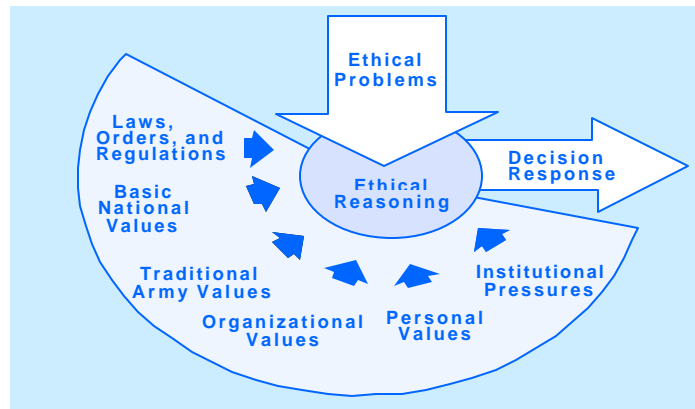 Ethical
Problems
Laws,
Orders, and
Regulations
Decision
Response
Ethical
Reasoning
Basic
National
Values
Traditional
Army Values
Institutional
Pressures
Organizational
Values
Personal
Values